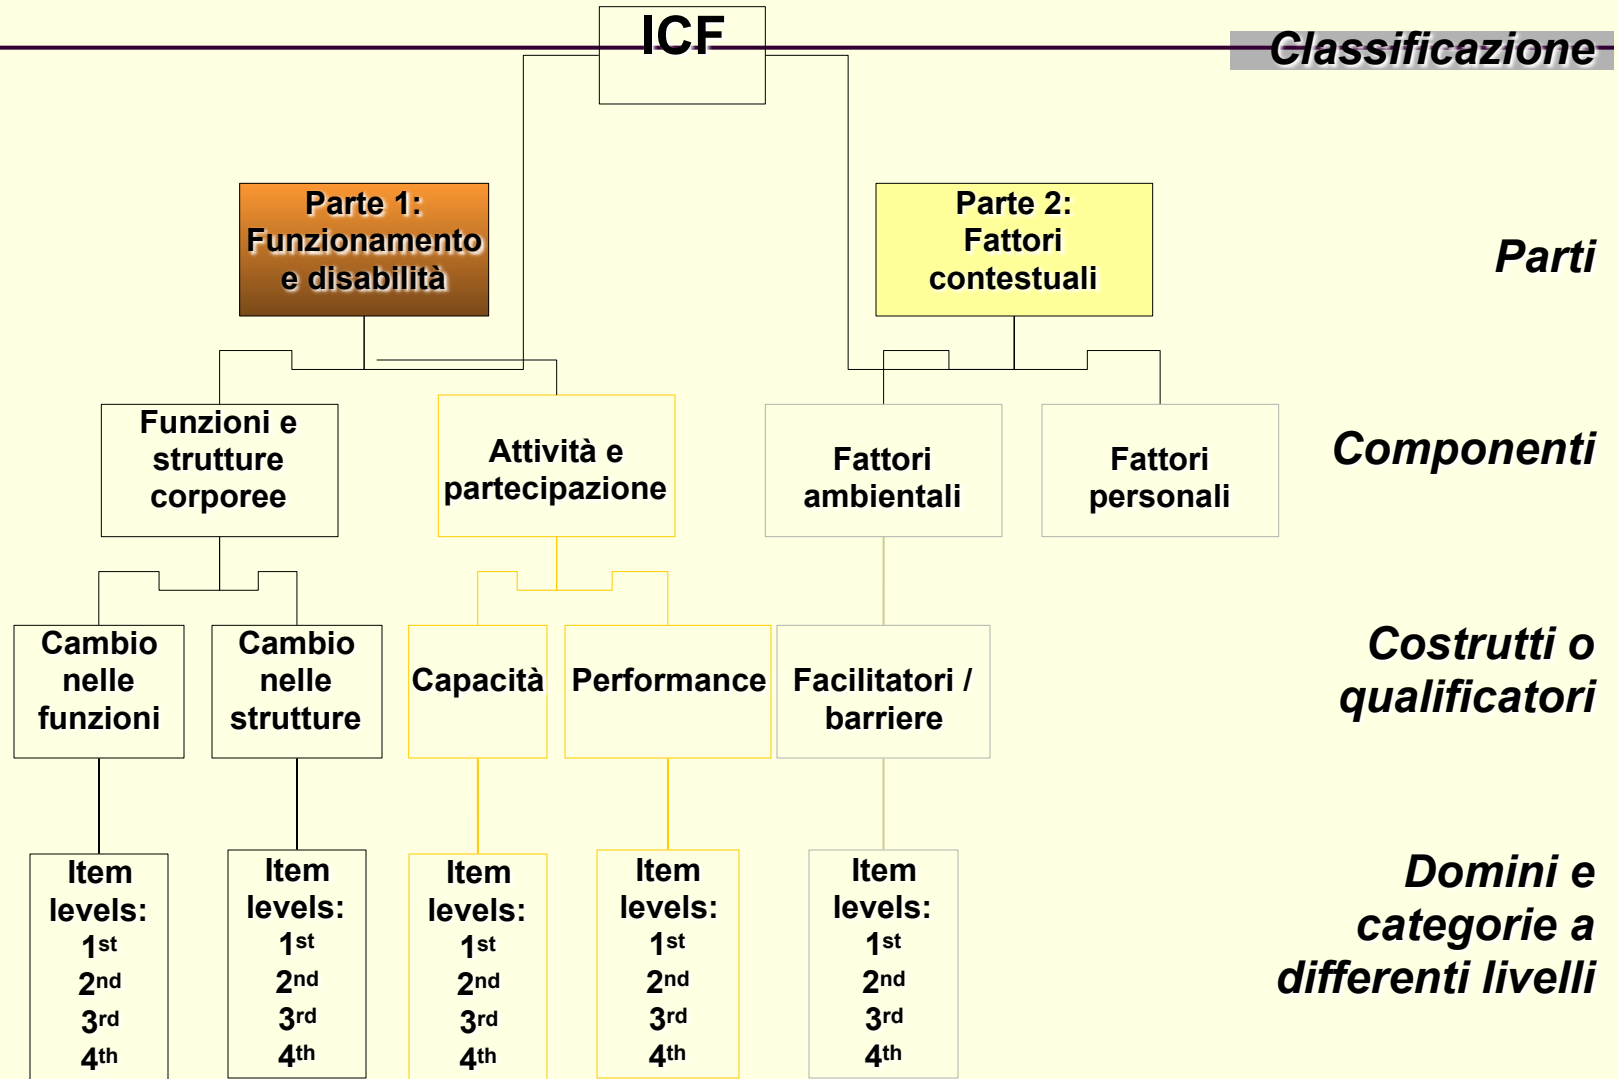 ICF
Classificazione
Parte 1:
Funzionamento
e disabilità
Parte 2:
Fattori
contestuali
Parti
Funzioni e
strutture
corporee
Attività e
partecipazione
Fattori
ambientali
Fattori
personali
Componenti
Cambio
nelle
funzioni
Cambio
nelle
strutture
Capacità
Performance
Facilitatori /
barriere
Costrutti o
qualificatori
Item
levels:
1st
2nd
3rd
4th
Item
levels:
1st
2nd
3rd
4th
Item
levels:
1st
2nd
3rd
4th
Item
levels:
1st
2nd
3rd
4th
Item
levels:
1st
2nd
3rd
4th
Domini e
categorie a
differenti livelli